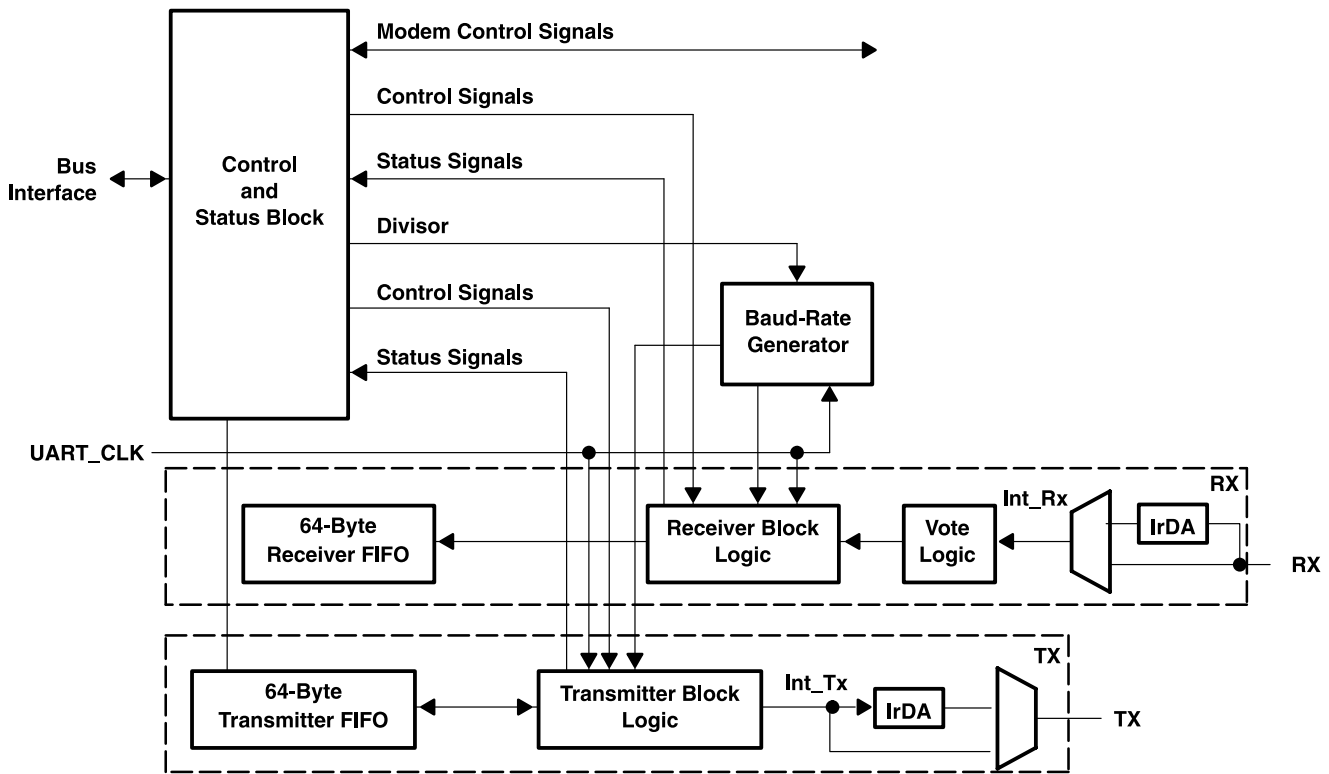 Modem Control Signals
Control Signals
Bus
Interface
Control
and
Status Block
Status Signals
Divisor
Control Signals
Baud-Rate
Generator
Status Signals
UART_CLK
RX
Int_Rx
64-Byte
Receiver FIFO
Receiver Block
Logic
Vote
Logic
IrDA
RX
TX
64-Byte
Transmitter FIFO
Transmitter Block
Logic
Int_Tx
IrDA
TX